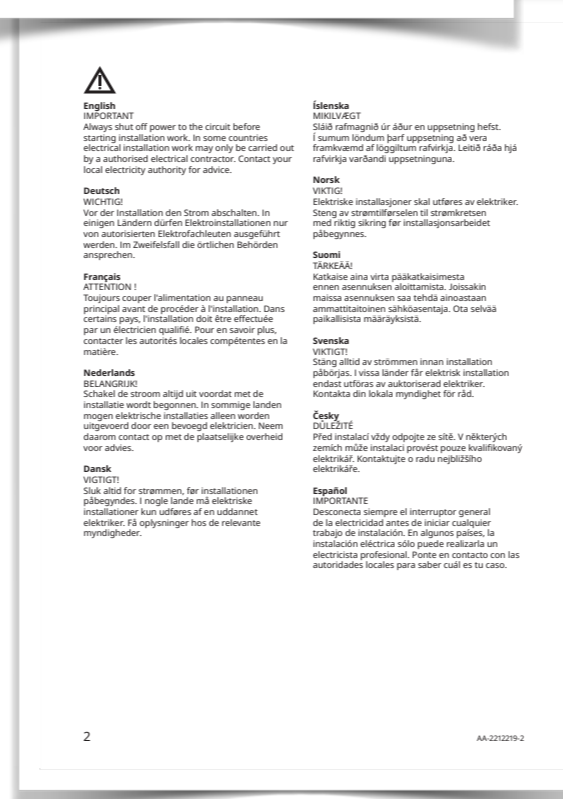 English
IMPORTANT
Always shut off power to the circuit before
starting installation work. In some countries
electrical installation work may only be carried out
by a authorised electrical contractor. Contact your
local electricity authority for advice.
Deutsch
WICHTIG!
Vor der Installation den Strom abschalten. In
einigen Ländern dürfen Elektroinstallationen nur
von autorisierten Elektrofachleuten ausgeführt
werden. Im Zweifelsfall die örtlichen Behörden
ansprechen.
Français
ATTENTION !
Toujours couper l'alimentation au panneau
principal avant de procéder à l'installation. Dans
certains pays, l'installation doit être effectuée
par un électricien qualifié. Pour en savoir plus,
contacter les autorités locales compétentes en la
matière.
Nederlands
BELANGRIJK!
Schakel de stroom altijd uit voordat met de
installatie wordt begonnen. In sommige landen
mogen elektrische installaties alleen worden
uitgevoerd door een bevoegd elektricien. Neem
daarom contact op met de plaatselijke overheid
voor advies.
Dansk
VIGTIGT!
Sluk altid for strømmen, før installationen
påbegyndes. I nogle lande må elektriske
installationer kun udføres af en uddannet
elektriker. Få oplysninger hos de relevante
myndigheder.
Íslenska
MIKILVÆGT
Sláið rafmagnið úr áður en uppsetning hefst.
Í sumum löndum þarf uppsetning að vera
framkvæmd af löggiltum rafvirkja. Leitið ráða hjá
rafvirkja varðandi uppsetninguna.
Norsk
VIKTIG!
Elektriske installasjoner skal utføres av elektriker.
Steng av strømtilførselen til strømkretsen
med riktig sikring før installasjonsarbeidet
påbegynnes.
Suomi
TÄRKEÄÄ!
Katkaise aina virta pääkatkaisimesta
ennen asennuksen aloittamista. Joissakin
maissa asennuksen saa tehdä ainoastaan
ammattitaitoinen sähköasentaja. Ota selvää
paikallisista määräyksistä.
Svenska
VIKTIGT!
Stäng alltid av strömmen innan installation
påbörjas. I vissa länder får elektrisk installation
endast utföras av auktoriserad elektriker.
Kontakta din lokala myndighet för råd.
Česky
DŮLEŽITÉ
Před instalací vždy odpojte ze sítě. V některých
zemích může instalaci provést pouze kvalifikovaný
elektrikář. Kontaktujte o radu nejbližšího
elektrikáře.
Español
IMPORTANTE
Desconecta siempre el interruptor general
de la electricidad antes de iniciar cualquier
trabajo de instalación. En algunos países, la
instalación eléctrica sólo puede realizarla un
electricista profesional. Ponte en contacto con las
autoridades locales para saber cuál es tu caso.
2
AA-2212219-2